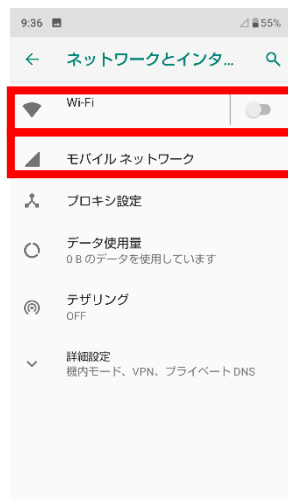 9:36 55%
ネットワークとインタ...
Wi-Fi
モバイル ネットワーク
プロキシ設定
データ使用量
0 B のデータを使用しています
テザリング
OFF
詳細設定
機内モード、VPN、プライベート DNS